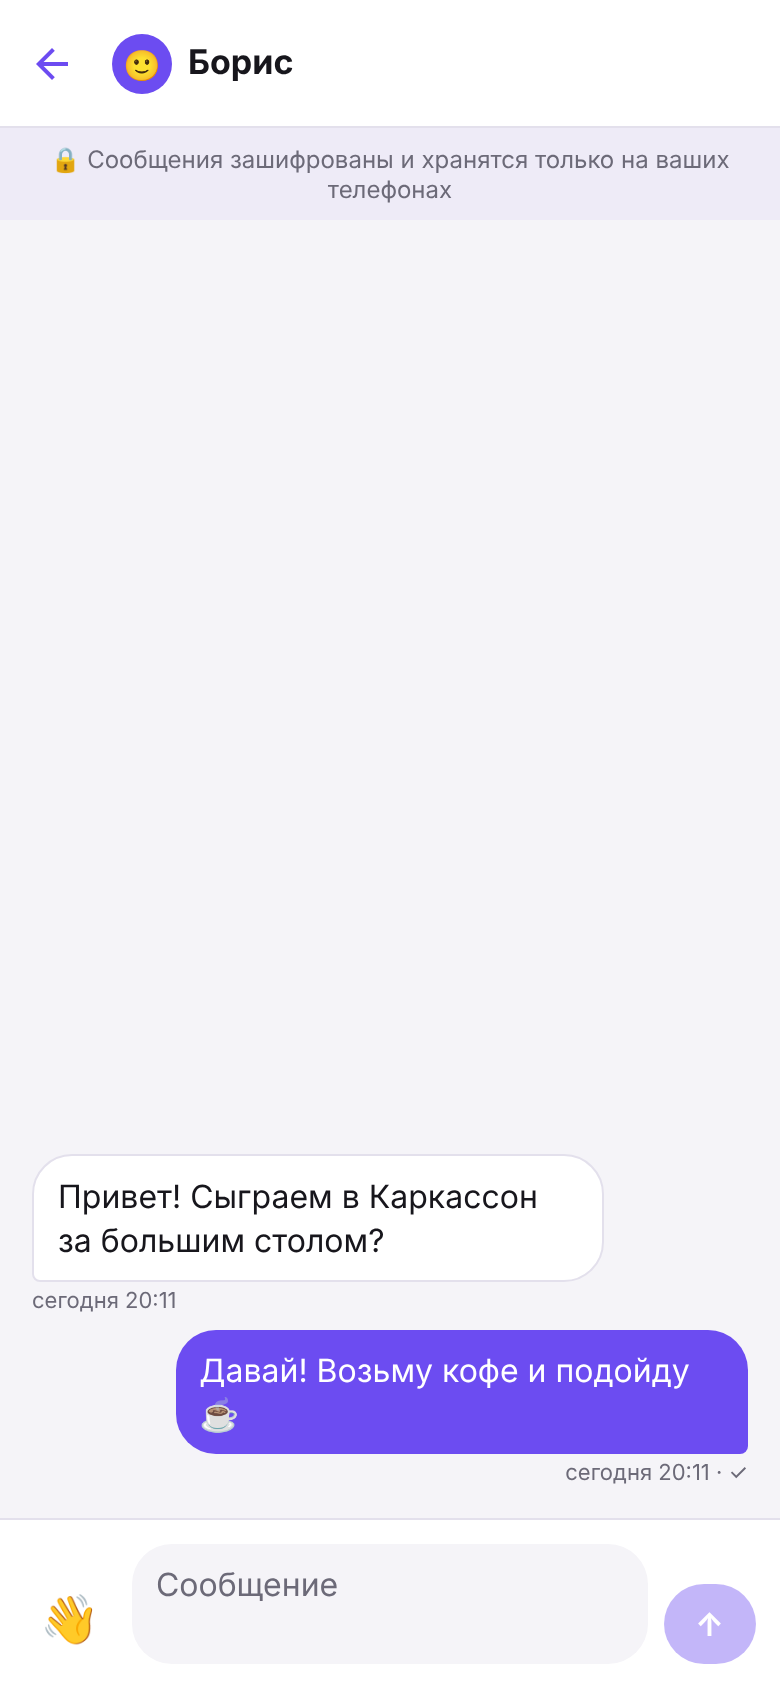 Борис
🔒 Сообщения зашифрованы и хранятся только на ваших
телефонах
Привет! Сыграем в Каркассон
за большим столом?
сегодня 20:11
Давай! Возьму кофе и подойду
☕
сегодня 20:11 · ✓
Сообщение